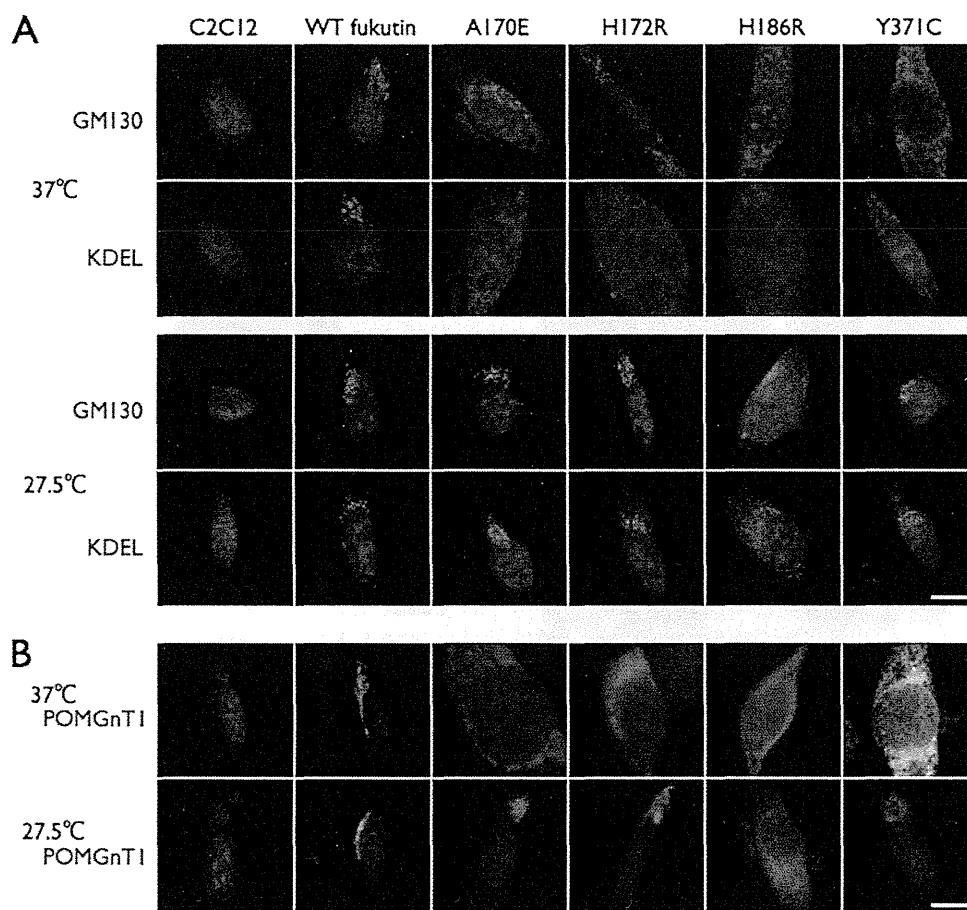 A
C2C12 WT fukutin A170E H172R H186R Y371C
GM130
37°C
KDEL
GM130
27.5°C
KDEL
B
37°C
POMGnT1
27.5°C
POMGnT1